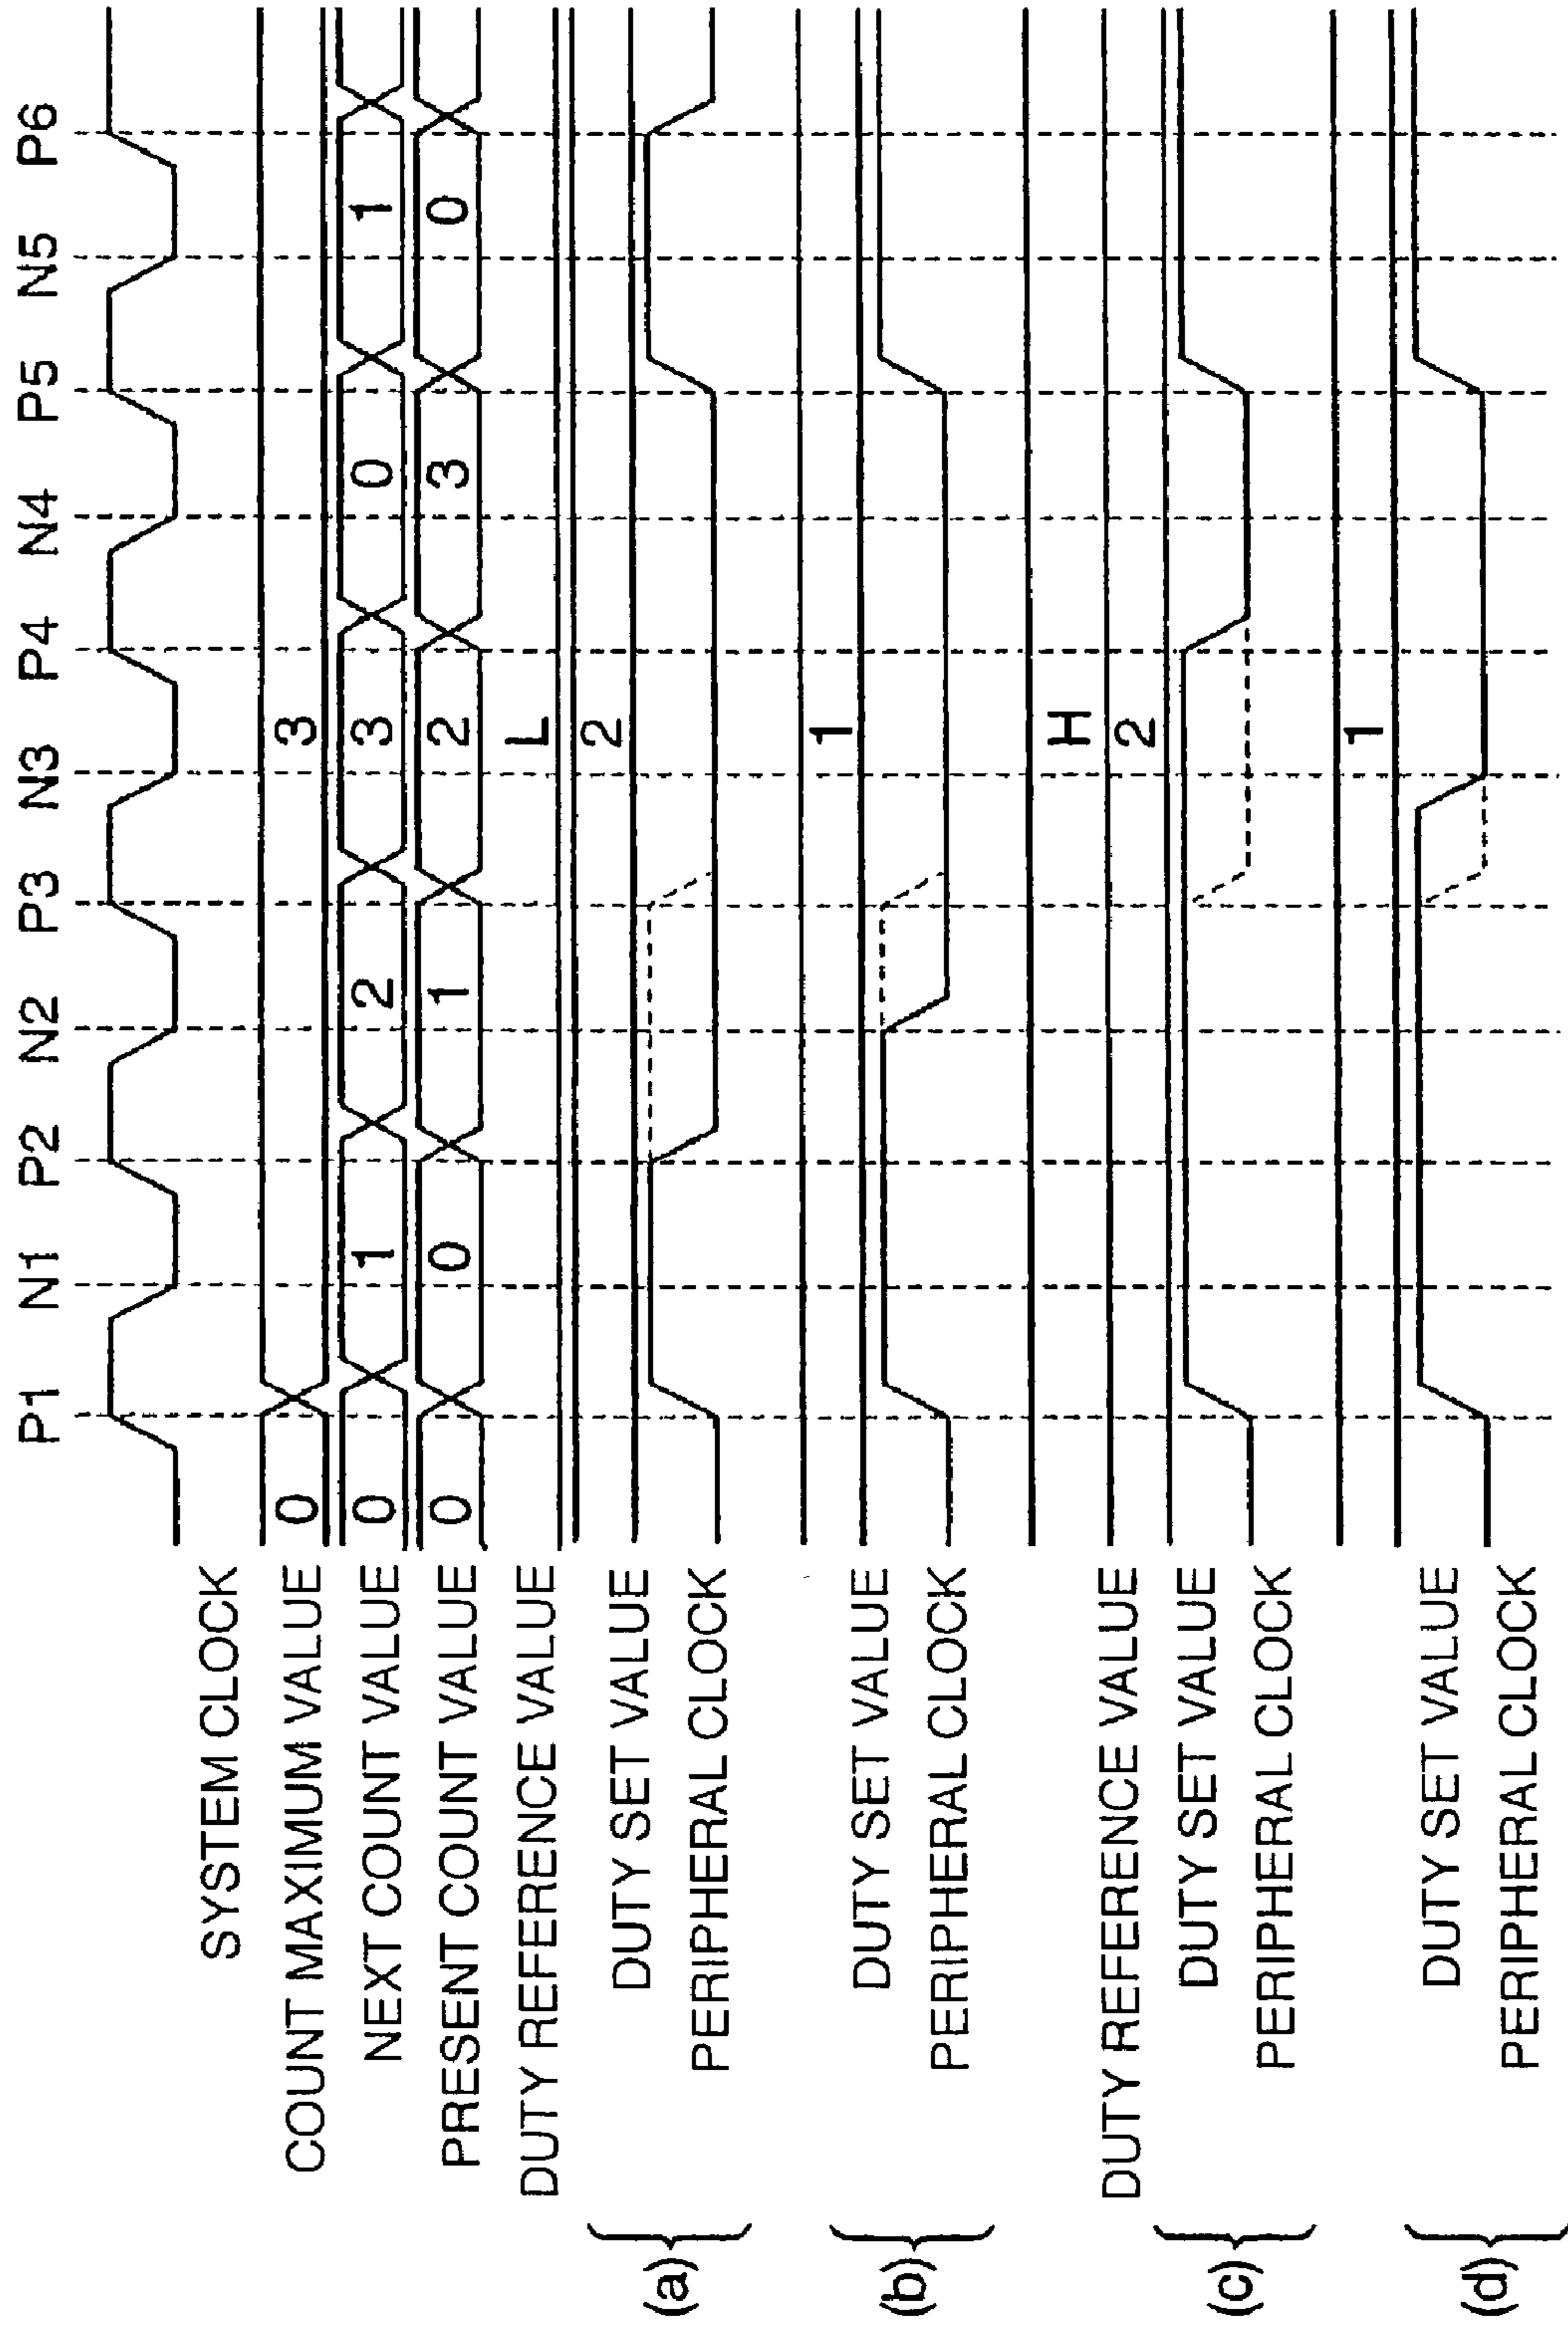 P1 N1 P2 N2 P3 N3 P4 N4 P5 N5 P6
SYSTEM CLOCK
COUNT MAXIMUM VALUE 0 3
NEXT COUNT VALUE 0 1 2 3 0 1
PRESENT COUNT VALUE 0 0 1 2 3 0
DUTY REFERENCE VALUE L
(a) DUTY SET VALUE 2
PERIPHERAL CLOCK
(b) DUTY SET VALUE 1
PERIPHERAL CLOCK
DUTY REFERENCE VALUE H
(c) DUTY SET VALUE 2
PERIPHERAL CLOCK
(d) DUTY SET VALUE 1
PERIPHERAL CLOCK